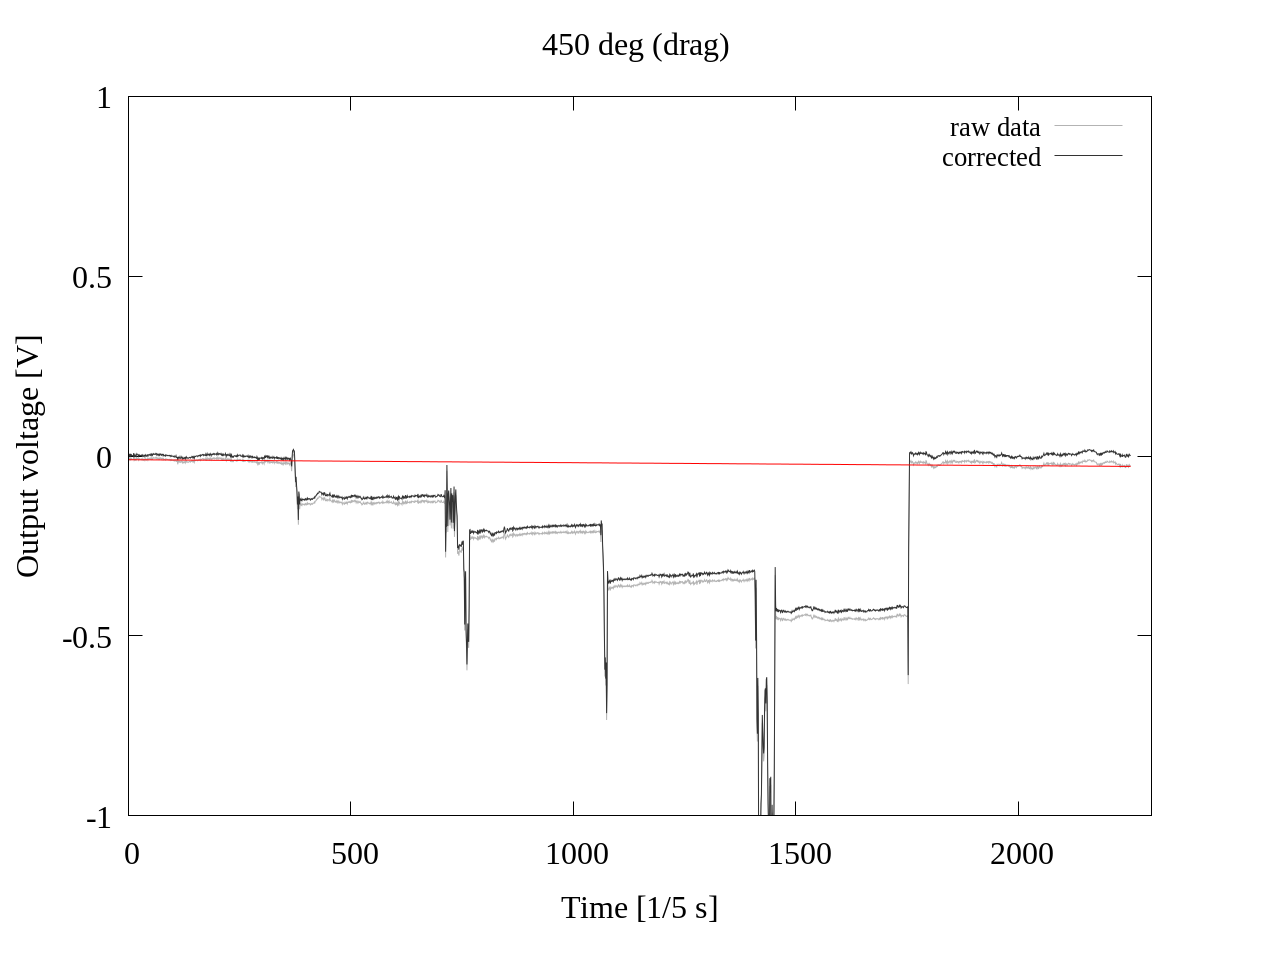 450 deg (drag)
1
raw data
corrected
0.5
Output voltage [V]
0
-0.5
-1
0 500 1000 1500 2000
Time [1/5 s]